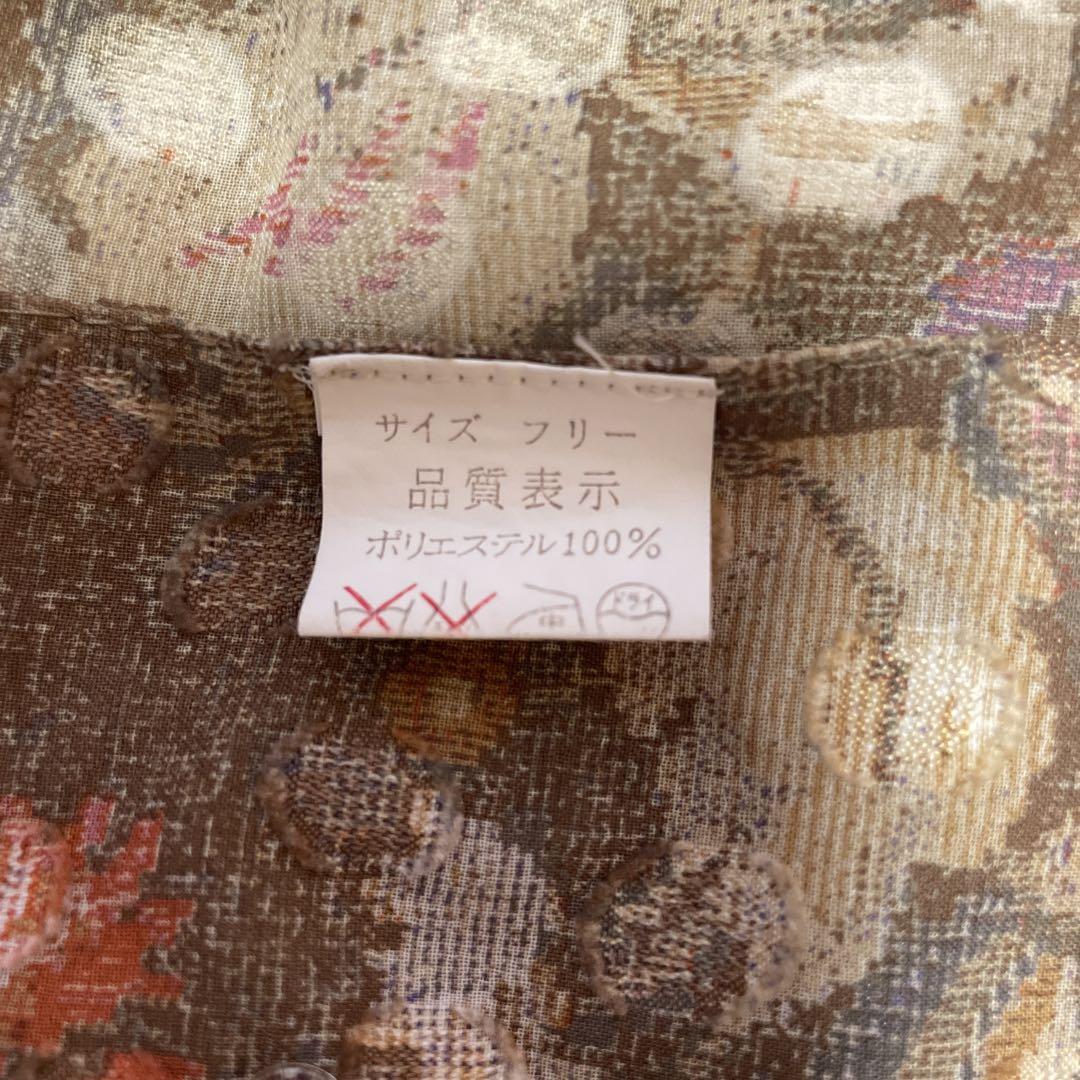 サイズ フリー
品質表示
ポリエステル100%
中 ドライ